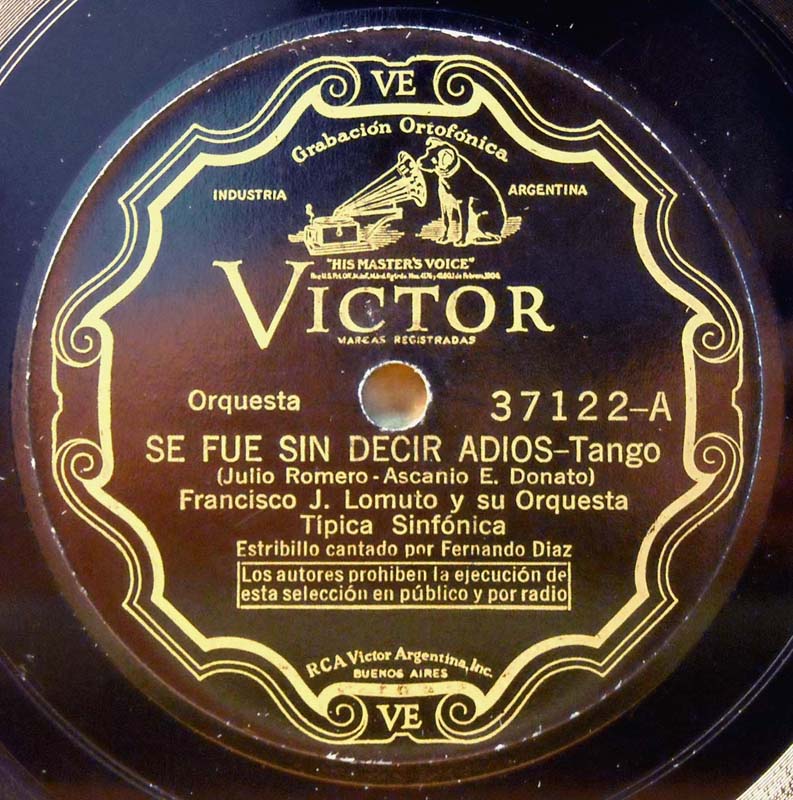 VE
Grabación Ortofónica
INDUSTRIA ARGENTINA
"HIS MASTER'S VOICE"
VICTOR
MARCAS REGISTRADAS
Orquesta 37122-A
SE FUE SIN DECIR ADIOS-Tango
(Julio Romero - Ascanio E. Donato)
Francisco J. Lomuto y su Orquesta
Típica Sinfónica
Estribillo cantado por Fernando Diaz
Los autores prohiben la ejecución de
esta selección en público y por radio
RCA Victor Argentina, Inc.
BUENOS AIRES
VE